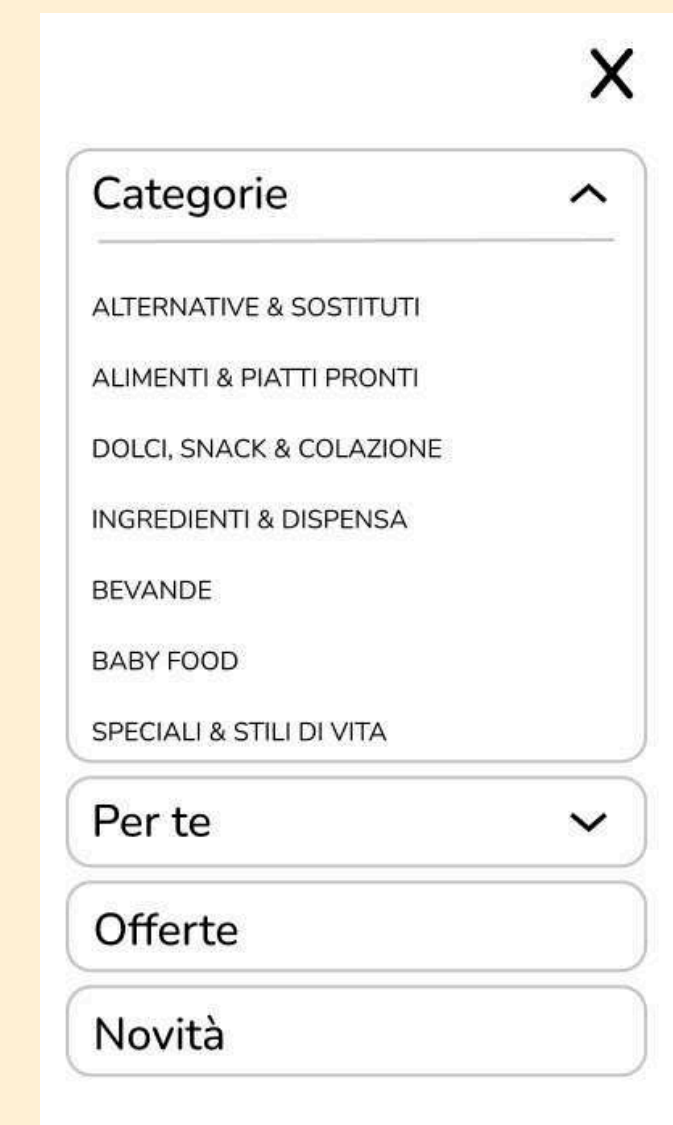 X
Categorie
ALTERNATIVE & SOSTITUTI
ALIMENTI & PIATTI PRONTI
DOLCI, SNACK & COLAZIONE
INGREDIENTI & DISPENSA
BEVANDE
BABY FOOD
SPECIALI & STILI DI VITA
Per te
Offerte
Novità